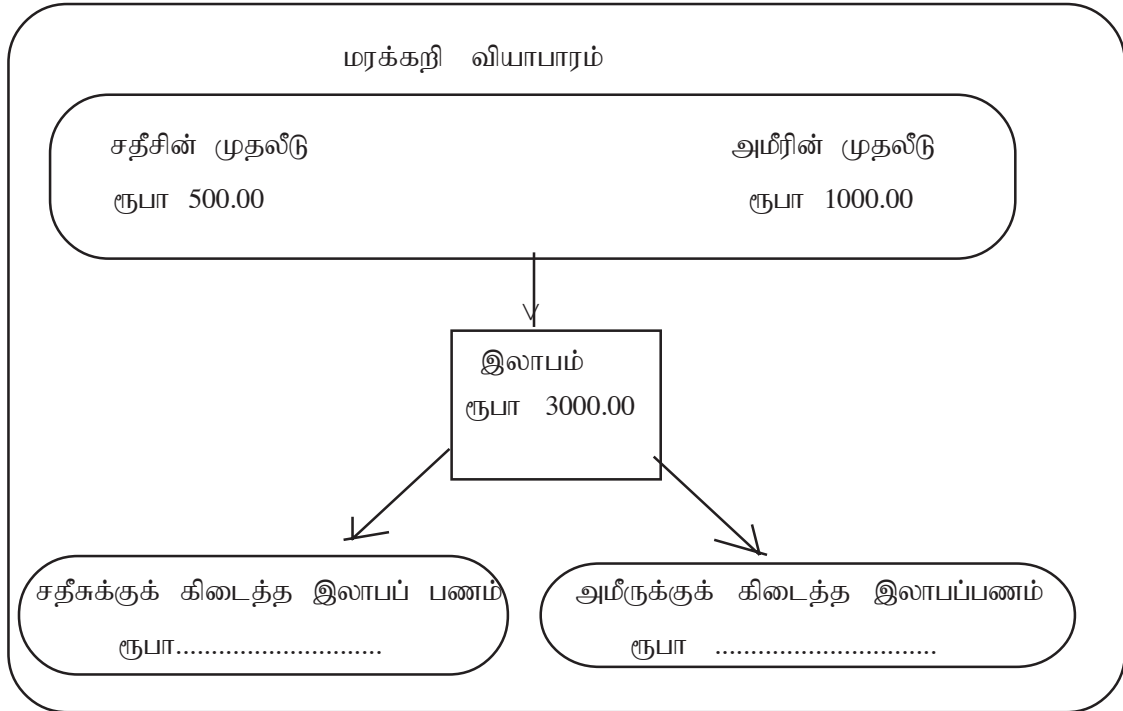 மரக்கறி வியாபாரம்
சதீசின் முதலீடு அமீரின் முதலீடு
ரூபா 500.00 ரூபா 1000.00
இலாபம்
ரூபா 3000.00
சதீசுக்குக் கிடைத்த இலாபப் பணம் அமீருக்குக் கிடைத்த இலாபப்பணம்
ரூபா............................. ரூபா ...............................